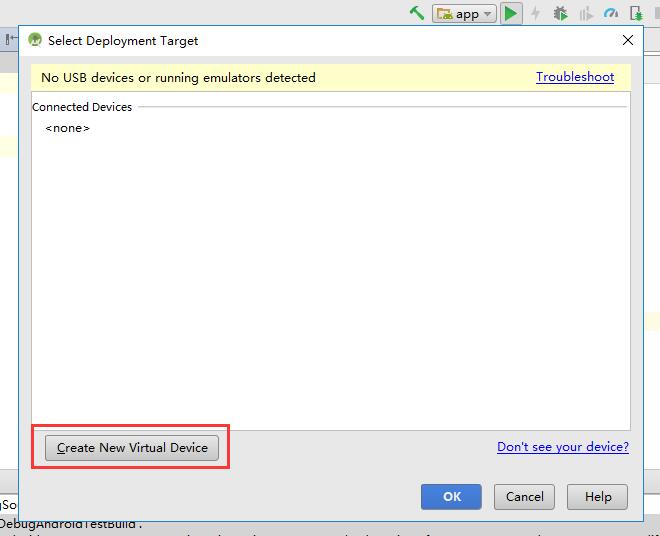 app
Select Deployment Target
No USB devices or running emulators detected
Troubleshoot
Connected Devices
<none>
Create New Virtual Device
Don't see your device?
OK
Cancel
Help
gSou
DebugAndroidTestBuild.